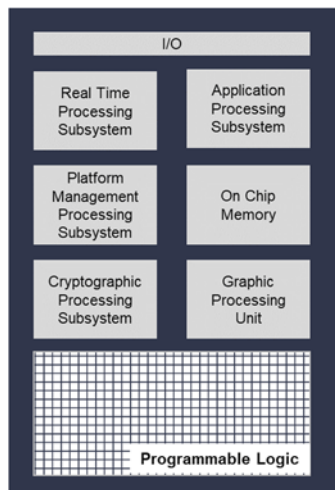 I/O
Real Time
Processing
Subsystem
Application
Processing
Subsystem
Platform
Management
Processing
Subsystem
On Chip
Memory
Cryptographic
Processing
Subsystem
Graphic
Processing
Unit
Programmable Logic